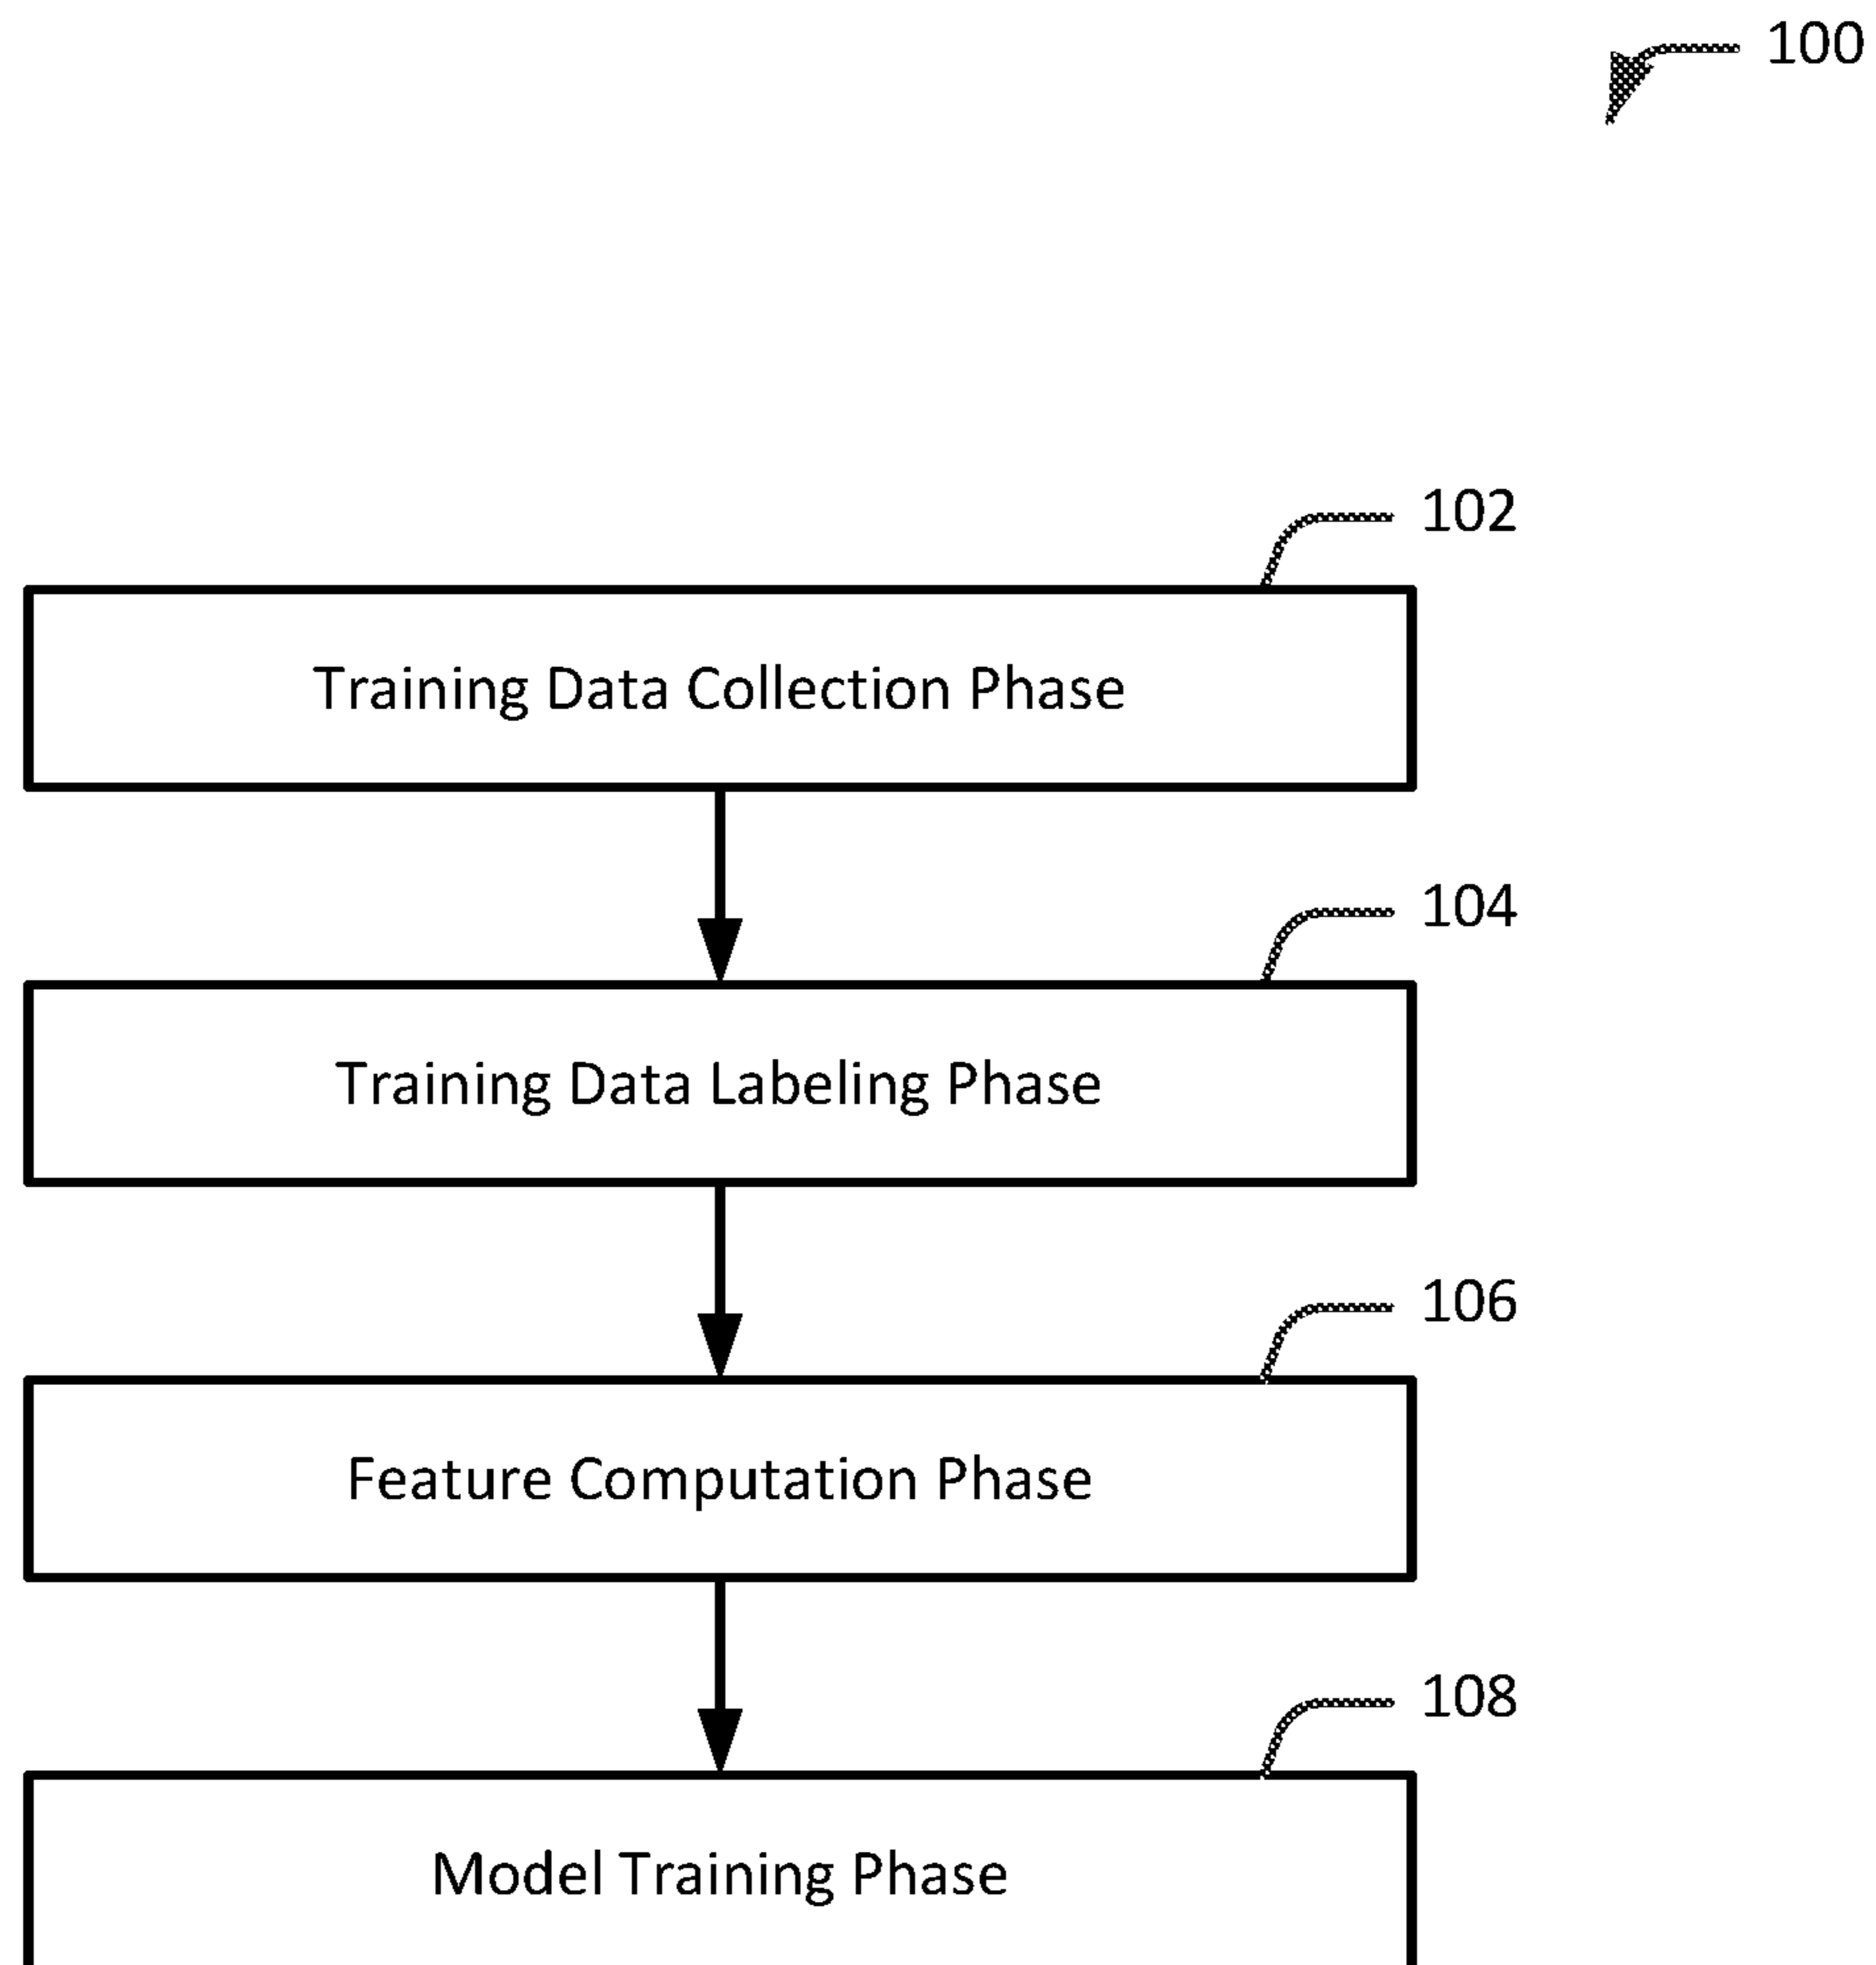 100
102
Training Data Collection Phase
104
Training Data Labeling Phase
106
Feature Computation Phase
108
Model Training Phase